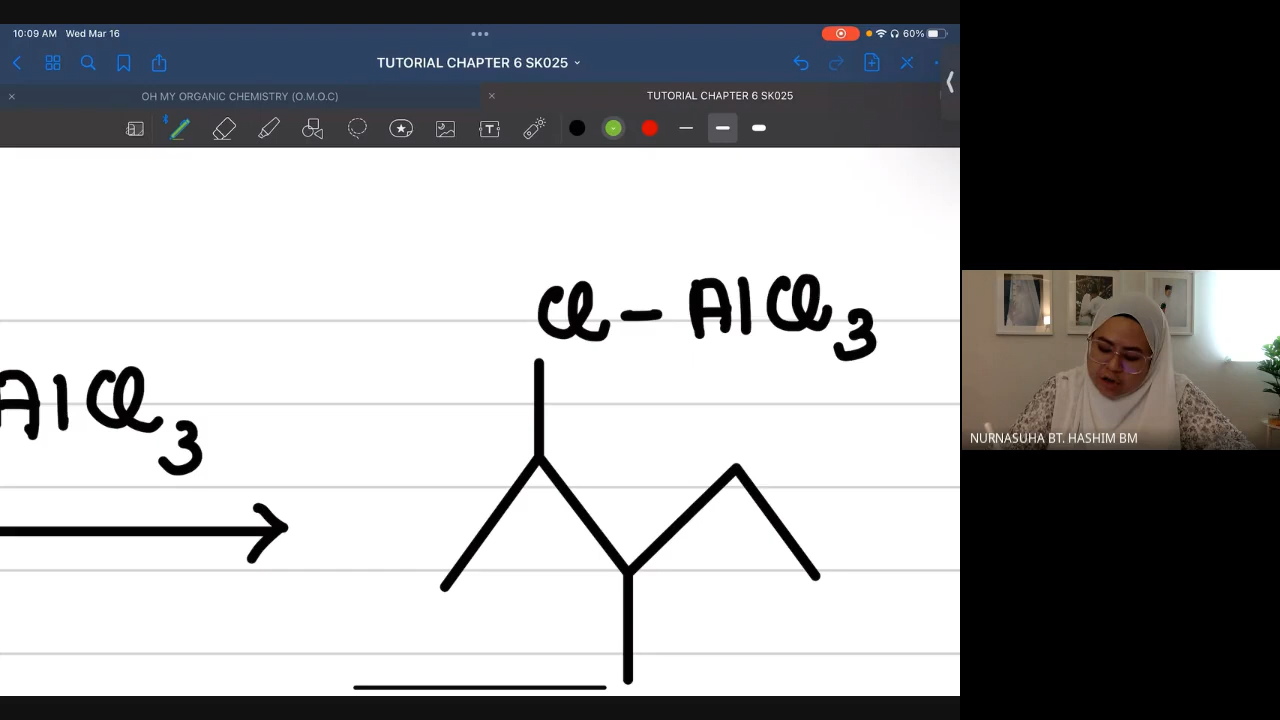 10:09 AM Wed Mar 16
60%
TUTORIAL CHAPTER 6 SK025
OH MY ORGANIC CHEMISTRY (O.M.O.C)
TUTORIAL CHAPTER 6 SK025
Cl - AlCl3
AlCl3
NURNASUHA BT. HASHIM BM